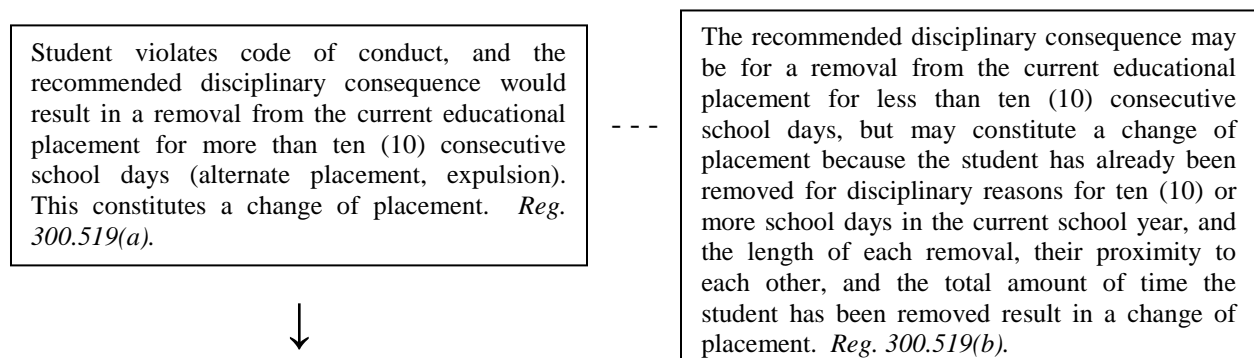 Student violates code of conduct, and the
recommended disciplinary consequence would
result in a removal from the current educational
placement for more than ten (10) consecutive
school days (alternate placement, expulsion).
This constitutes a change of placement. Reg.
300.519(a).
- - -
The recommended disciplinary consequence may
be for a removal from the current educational
placement for less than ten (10) consecutive
school days, but may constitute a change of
placement because the student has already been
removed for disciplinary reasons for ten (10) or
more school days in the current school year, and
the length of each removal, their proximity to
each other, and the total amount of time the
student has been removed result in a change of
placement. Reg. 300.519(b).